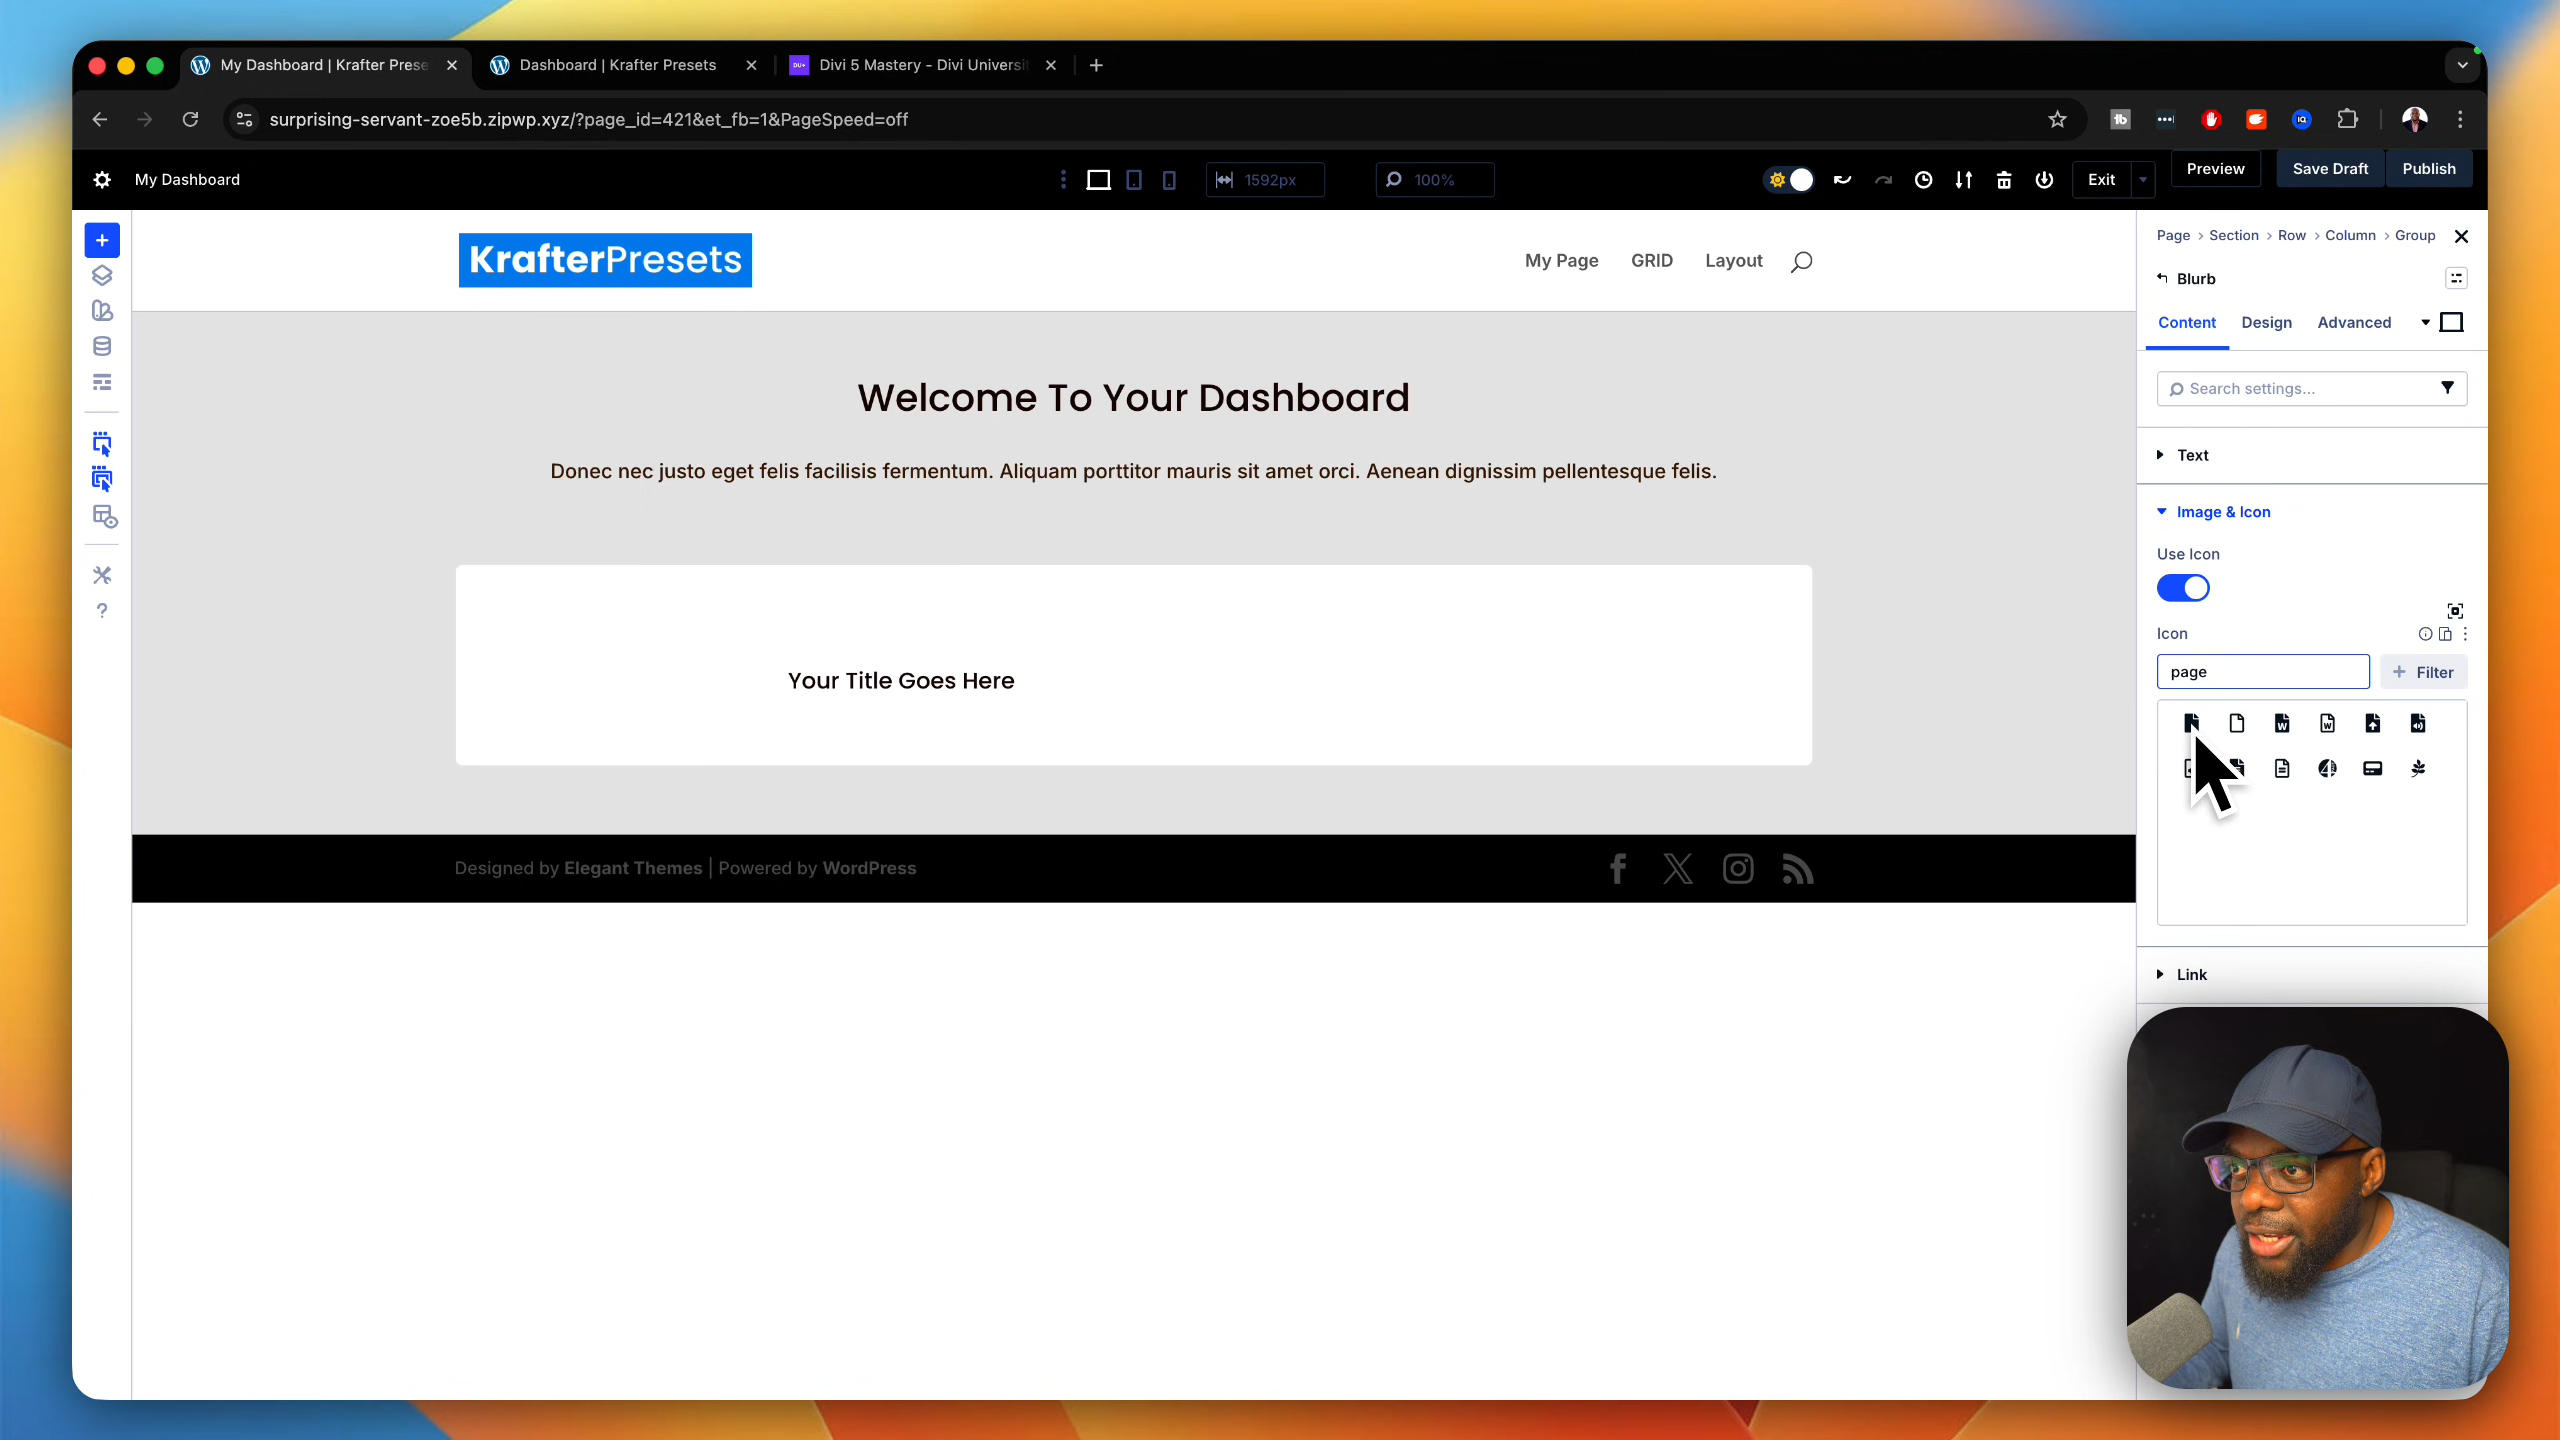 My Dashboard | Krafter Prese
Dashboard | Krafter Presets
DU+ Divi 5 Mastery - Divi Universi
surprising-servant-zoe5b.zipwp.xyz/?page_id=421&et_fb=1&PageSpeed=off
My Dashboard
1592px
100%
Exit
Preview
Save Draft
Publish
KrafterPresets
My Page
GRID
Layout
Welcome To Your Dashboard
Donec nec justo eget felis facilisis fermentum. Aliquam porttitor mauris sit amet orci. Aenean dignissim pellentesque felis.
Your Title Goes Here
Designed by Elegant Themes | Powered by WordPress
Page > Section > Row > Column > Group
Blurb
Content
Design
Advanced
Search settings...
Text
Image & Icon
Use Icon
Icon
page
+ Filter
Link